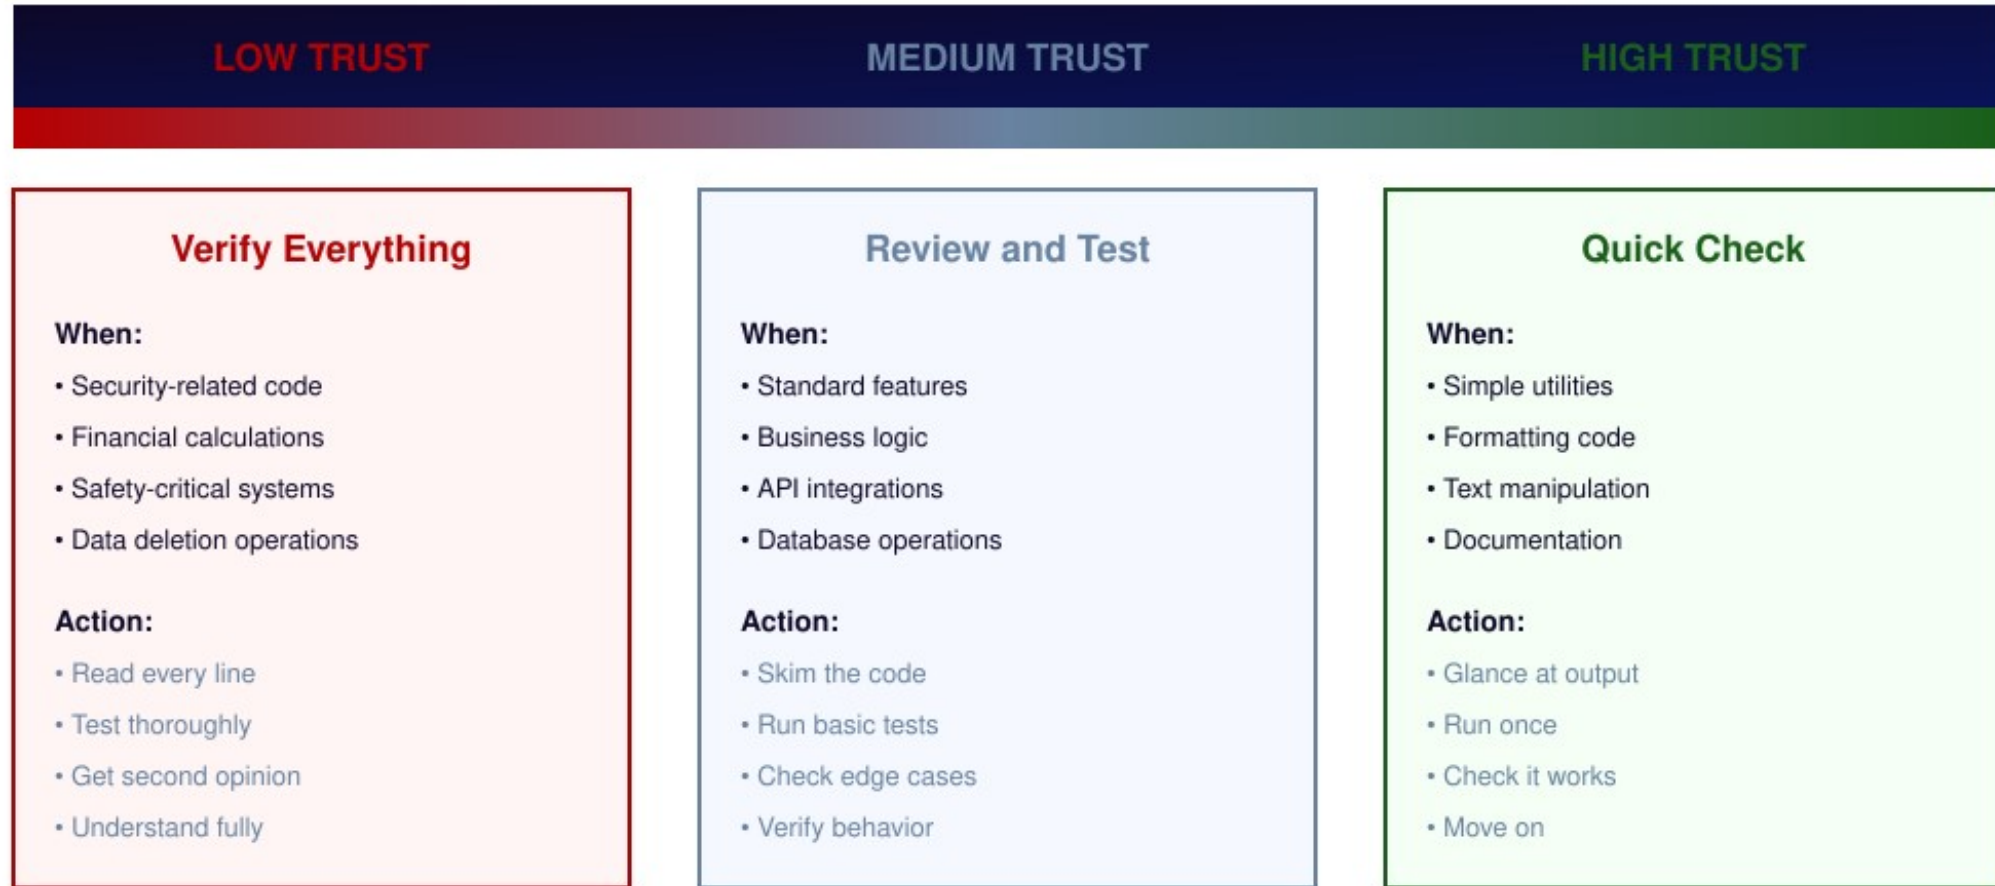 LOW TRUST
MEDIUM TRUST
HIGH TRUST
Verify Everything
When:
• Security-related code
• Financial calculations
• Safety-critical systems
• Data deletion operations
Action:
• Read every line
• Test thoroughly
• Get second opinion
• Understand fully
Review and Test
When:
• Standard features
• Business logic
• API integrations
• Database operations
Action:
• Skim the code
• Run basic tests
• Check edge cases
• Verify behavior
Quick Check
When:
• Simple utilities
• Formatting code
• Text manipulation
• Documentation
Action:
• Glance at output
• Run once
• Check it works
• Move on